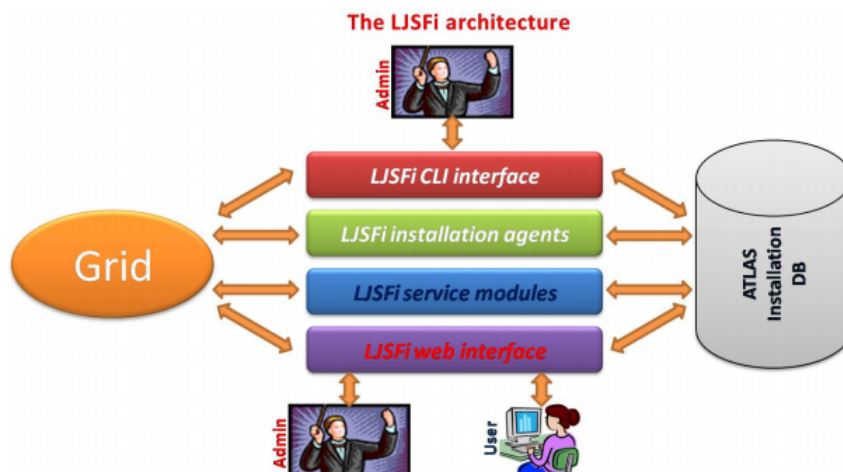 The LJSFi architecture
Admin
LJSFi CLI interface
LJSFi installation agents
Grid
LJSFi service modules
ATLAS
Installation
DB
LJSFi web interface
Admin
User